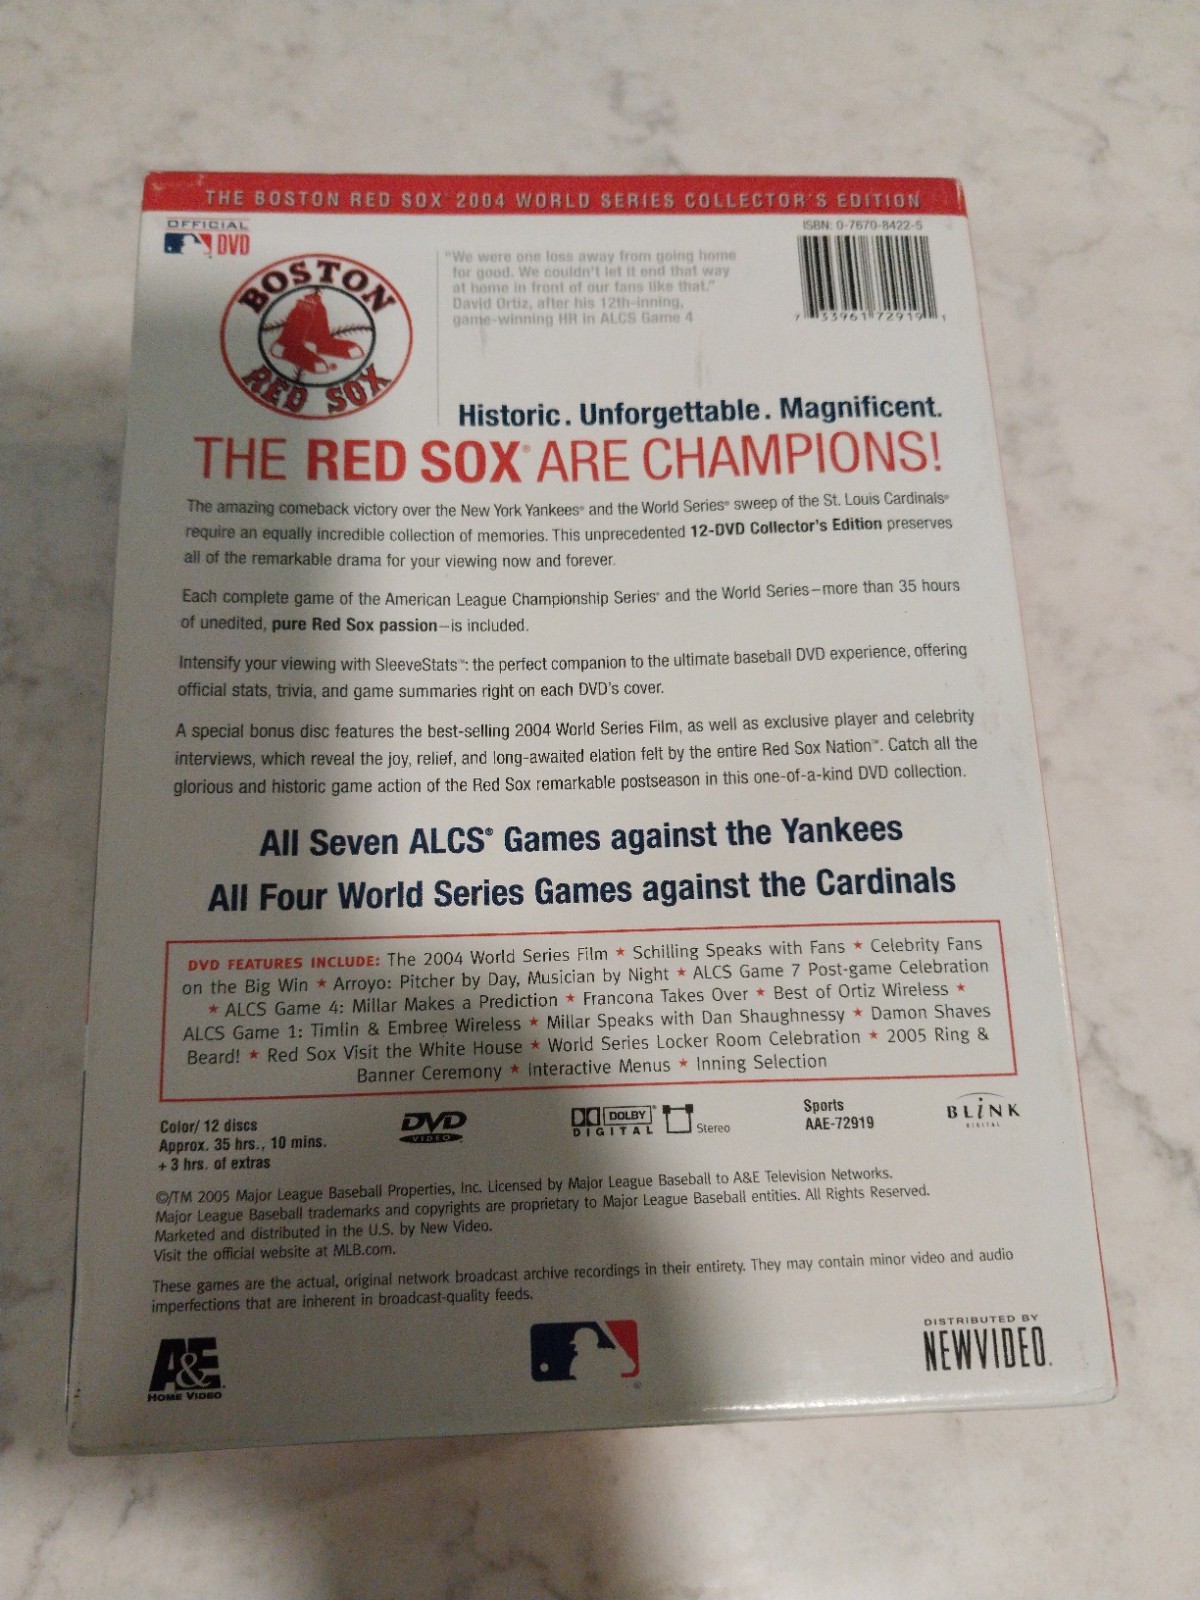 THE BOSTON RED SOX® 2004 WORLD SERIES COLLECTOR'S EDITION
OFFICIAL
DVD
BOSTON
RED SOX
"We were one loss away from going home
for good. We couldn't let it end that way
at home in front of our fans like that."
David Ortiz, after his 12th-inning,
game-winning HR in ALCS Game 4
ISBN: 0-7670-8422-5
7 33961 72919 1
Historic. Unforgettable. Magnificent.
THE RED SOX® ARE CHAMPIONS!
The amazing comeback victory over the New York Yankees® and the World Series® sweep of the St. Louis Cardinals®
require an equally incredible collection of memories. This unprecedented 12-DVD Collector's Edition preserves
all of the remarkable drama for your viewing now and forever.
Each complete game of the American League Championship Series® and the World Series–more than 35 hours
of unedited, pure Red Sox passion–is included.
Intensify your viewing with SleeveStats™: the perfect companion to the ultimate baseball DVD experience, offering
official stats, trivia, and game summaries right on each DVD's cover.
A special bonus disc features the best-selling 2004 World Series Film, as well as exclusive player and celebrity
interviews, which reveal the joy, relief, and long-awaited elation felt by the entire Red Sox Nation™. Catch all the
glorious and historic game action of the Red Sox remarkable postseason in this one-of-a-kind DVD collection.
All Seven ALCS® Games against the Yankees
All Four World Series Games against the Cardinals
DVD FEATURES INCLUDE: The 2004 World Series Film ★ Schilling Speaks with Fans ★ Celebrity Fans
on the Big Win ★ Arroyo: Pitcher by Day, Musician by Night ★ ALCS Game 7 Post-game Celebration
★ ALCS Game 4: Millar Makes a Prediction ★ Francona Takes Over ★ Best of Ortiz Wireless ★
ALCS Game 1: Timlin & Embree Wireless ★ Millar Speaks with Dan Shaughnessy ★ Damon Shaves
Beard! ★ Red Sox Visit the White House ★ World Series Locker Room Celebration ★ 2005 Ring &
Banner Ceremony ★ Interactive Menus ★ Inning Selection
Color/ 12 discs
Approx. 35 hrs., 10 mins.
+ 3 hrs. of extras
DVD
VIDEO
DOLBY
DIGITAL
Stereo
Sports
AAE-72919
BLiNK
DIGITAL
©/TM 2005 Major League Baseball Properties, Inc. Licensed by Major League Baseball to A&E Television Networks.
Major League Baseball trademarks and copyrights are proprietary to Major League Baseball entities. All Rights Reserved.
Marketed and distributed in the U.S. by New Video.
Visit the official website at MLB.com.
These games are the actual, original network broadcast archive recordings in their entirety. They may contain minor video and audio
imperfections that are inherent in broadcast-quality feeds.
A&E
HOME VIDEO
DISTRIBUTED BY
NEWVIDEO.